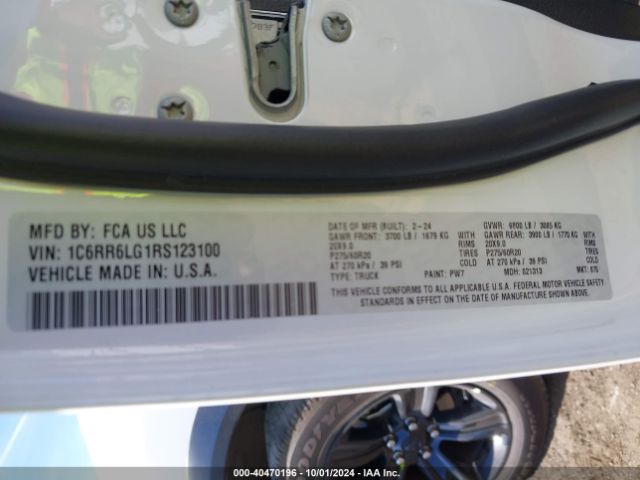 MFD BY: FCA US LLC
VIN: 1C6RR6LG1RS123100
VEHICLE MADE IN: U.S.A.
DATE OF MFR (BUILT): 2-24
GVWR: 6800 LB / 3085 KG
GAWR FRONT: 3700 LB / 1679 KG WITH
20X9.0 RIMS
P275/60R20 TIRES
AT 270 kPa / 39 PSI COLD
GAWR REAR: 3900 LB / 1770 KG WITH
20X9.0 RIMS
P275/60R20 TIRES
AT 270 kPa / 39 PSI COLD
TYPE: TRUCK PAINT: PW7 MDH: 021313 MKT: 875
THIS VEHICLE CONFORMS TO ALL APPLICABLE U.S.A. FEDERAL MOTOR VEHICLE SAFETY
STANDARDS IN EFFECT ON THE DATE OF MANUFACTURE SHOWN ABOVE.
000-40470196 - 10/01/2024 - IAA Inc.